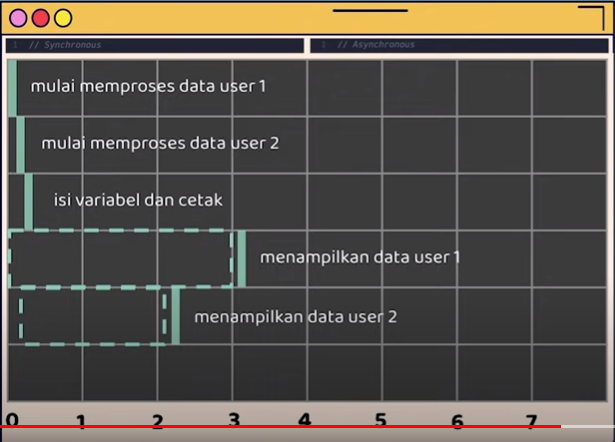 1 // Synchronous
1 // Asynchronous
mulai memproses data user 1
mulai memproses data user 2
isi variabel dan cetak
menampilkan data user 1
menampilkan data user 2
0 1 2 3 4 5 6 7